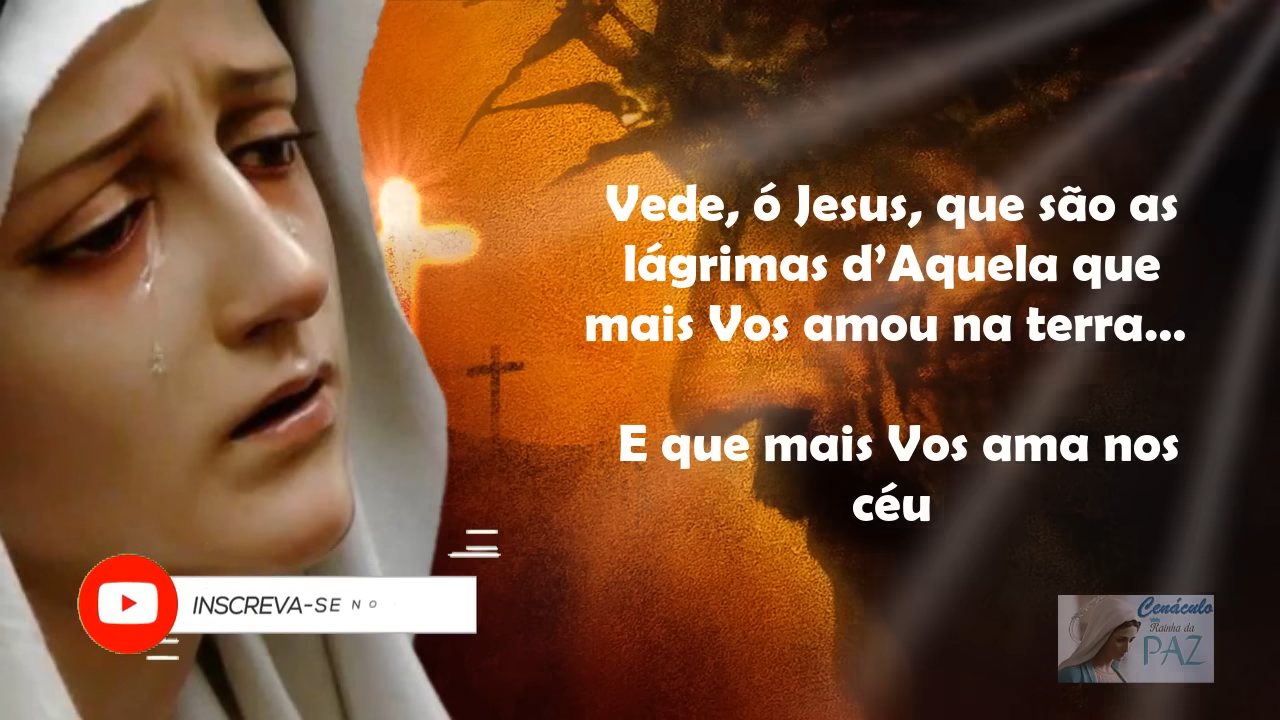 Vede, ó Jesus, que são as
lágrimas d’Aquela que
mais Vos amou na terra...
E que mais Vos ama nos
céu
INSCREVA-SE NO
Cenáculo
Rainha da
PAZ